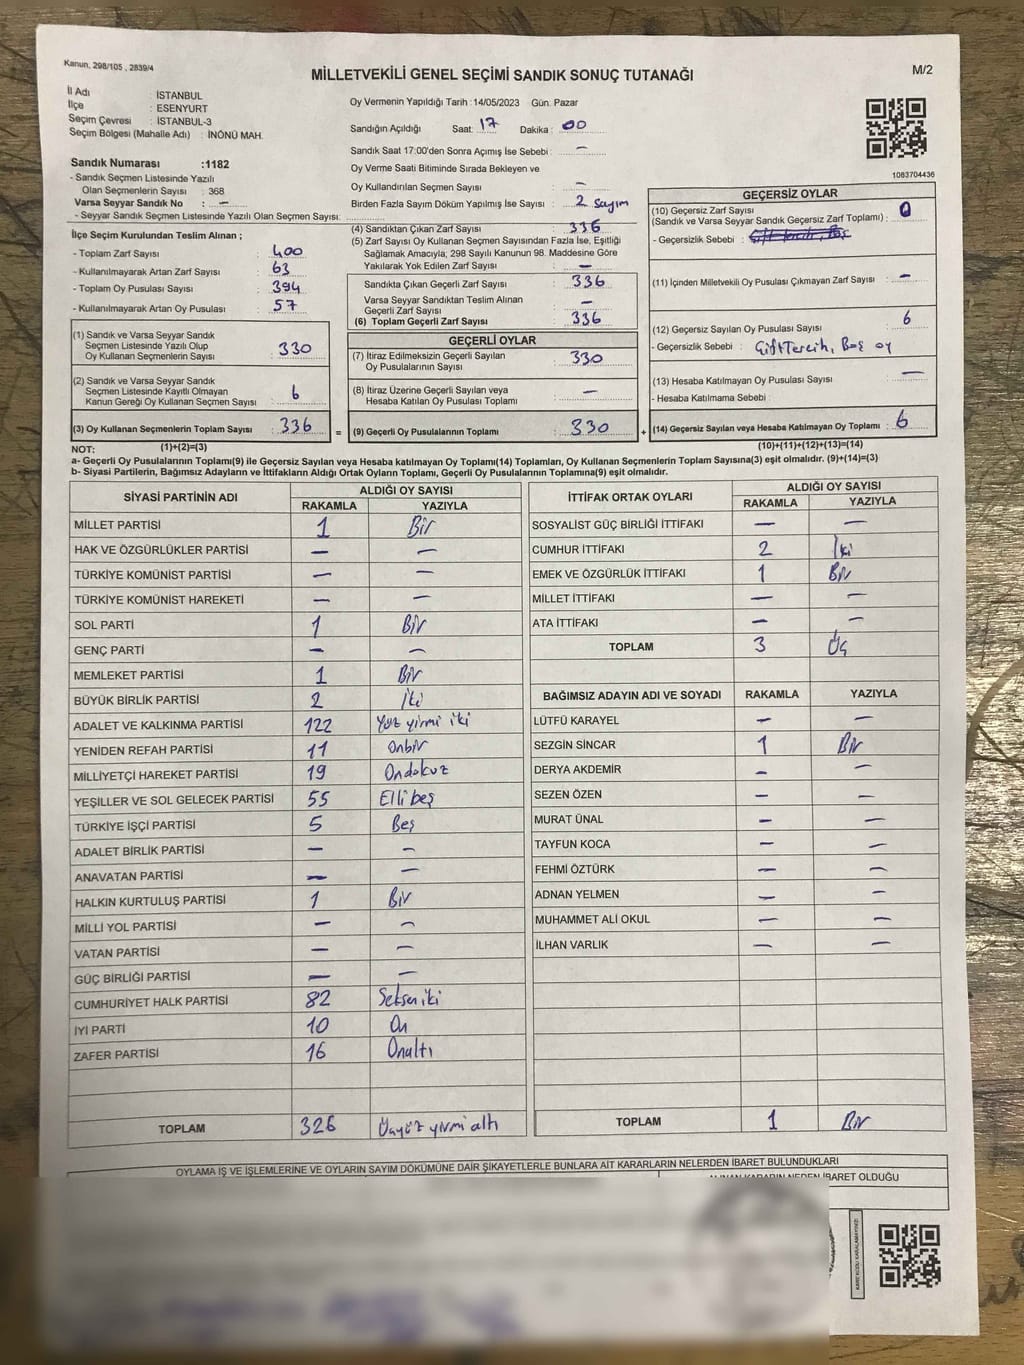 Kanun, 298/105 , 2839/4
MİLLETVEKİLİ GENEL SEÇİMİ SANDIK SONUÇ TUTANAĞI
M/2
İl Adı : İSTANBUL
İlçe : ESENYURT
Seçim Çevresi : İSTANBUL-3
Seçim Bölgesi (Mahalle Adı) : İNÖNÜ MAH.
Sandık Numarası :1182
- Sandık Seçmen Listesinde Yazılı
Olan Seçmenlerin Sayısı : 368
Varsa Seyyar Sandık No : —
- Seyyar Sandık Seçmen Listesinde Yazılı Olan Seçmen Sayısı:
Oy Vermenin Yapıldığı Tarih :14/05/2023 Gün. Pazar
Sandığın Açıldığı Saat: 17 Dakika : 00
Sandık Saat 17:00'den Sonra Açımış İse Sebebi : —
Oy Verme Saati Bitiminde Sırada Bekleyen ve
Oy Kullandırılan Seçmen Sayısı : —
Birden Fazla Sayım Döküm Yapılmış İse Sayısı : 2 Sayım
1083704436
İlçe Seçim Kurulundan Teslim Alınan ;
- Toplam Zarf Sayısı : 400
- Kullanılmayarak Artan Zarf Sayısı : 63
- Toplam Oy Pusulası Sayısı : 394
- Kullanılmayarak Artan Oy Pusulası : 57
(4) Sandıktan Çıkan Zarf Sayısı : 336
(5) Zarf Sayısı Oy Kullanan Seçmen Sayısından Fazla İse, Eşitliği
Sağlamak Amacıyla, 298 Sayılı Kanunun 98. Maddesine Göre
Yakılarak Yok Edilen Zarf Sayısı : —
Sandıkta Çıkan Geçerli Zarf Sayısı : 336
Varsa Seyyar Sandıktan Teslim Alınan
Geçerli Zarf Sayısı : —
(6) Toplam Geçerli Zarf Sayısı : 336
GEÇERSİZ OYLAR
(10) Geçersiz Zarf Sayısı
(Sandık ve Varsa Seyyar Sandık Geçersiz Zarf Toplamı) : 0
- Geçersizlik Sebebi :
(11) İçinden Milletvekili Oy Pusulası Çıkmayan Zarf Sayısı : —
(12) Geçersiz Sayılan Oy Pusulası Sayısı : 6
- Geçersizlik Sebebi : Çift Tercih, Boş oy
(13) Hesaba Katılmayan Oy Pusulası Sayısı : —
- Hesaba Katılmama Sebebi :
(14) Geçersiz Sayılan veya Hesaba Katılmayan Oy Toplamı : 6
(1) Sandık ve Varsa Seyyar Sandık
Seçmen Listesinde Yazılı Olup
Oy Kullanan Seçmenlerin Sayısı : 330
(2) Sandık ve Varsa Seyyar Sandık
Seçmen Listesinde Kayıtlı Olmayan
Kanun Gereği Oy Kullanan Seçmen Sayısı : 6
(3) Oy Kullanan Seçmenlerin Toplam Sayısı : 336
=
GEÇERLİ OYLAR
(7) İtiraz Edilmeksizin Geçerli Sayılan
Oy Pusulalarının Sayısı : 330
(8) İtiraz Üzerine Geçerli Sayılan veya
Hesaba Katılan Oy Pusulası Toplamı : —
(9) Geçerli Oy Pusulalarının Toplamı : 330
+
NOT: (1)+(2)=(3)
(10)+(11)+(12)+(13)=(14)
a- Geçerli Oy Pusulalarının Toplamı(9) ile Geçersiz Sayılan veya Hesaba katılmayan Oy Toplamı(14) Toplamları, Oy Kullanan Seçmenlerin Toplam Sayısına(3) eşit olmalıdır. (9)+(14)=(3)
b- Siyasi Partilerin, Bağımsız Adayların ve İttifakların Aldığı Ortak Oyların Toplamı, Geçerli Oy Pusulalarının Toplamına(9) eşit olmalıdır.
SİYASİ PARTİNİN ADI ALDIĞI OY SAYISI
RAKAMLA YAZIYLA
MİLLET PARTİSİ 1 Bir
HAK VE ÖZGÜRLÜKLER PARTİSİ — —
TÜRKİYE KOMÜNİST PARTİSİ — —
TÜRKİYE KOMÜNİST HAREKETİ — —
SOL PARTİ 1 Bir
GENÇ PARTİ — —
MEMLEKET PARTİSİ 1 Bir
BÜYÜK BİRLİK PARTİSİ 2 İki
ADALET VE KALKINMA PARTİSİ 122 Yüz yirmi iki
YENİDEN REFAH PARTİSİ 11 Onbir
MİLLİYETÇİ HAREKET PARTİSİ 19 Ondokuz
YEŞİLLER VE SOL GELECEK PARTİSİ 55 Elli beş
TÜRKİYE İŞÇİ PARTİSİ 5 Beş
ADALET BİRLİK PARTİSİ — —
ANAVATAN PARTİSİ — —
HALKIN KURTULUŞ PARTİSİ 1 Bir
MİLLİ YOL PARTİSİ — —
VATAN PARTİSİ — —
GÜÇ BİRLİĞİ PARTİSİ — —
CUMHURİYET HALK PARTİSİ 82 Seksen iki
İYİ PARTİ 10 On
ZAFER PARTİSİ 16 Onaltı
TOPLAM 326 Üçyüz yirmi altı
İTTİFAK ORTAK OYLARI ALDIĞI OY SAYISI
RAKAMLA YAZIYLA
SOSYALİST GÜÇ BİRLİĞİ İTTİFAKI — —
CUMHUR İTTİFAKI 2 İki
EMEK VE ÖZGÜRLÜK İTTİFAKI 1 Bir
MİLLET İTTİFAKI — —
ATA İTTİFAKI — —
TOPLAM 3 Üç
BAĞIMSIZ ADAYIN ADI VE SOYADI RAKAMLA YAZIYLA
LÜTFÜ KARAYEL — —
SEZGİN SİNCAR 1 Bir
DERYA AKDEMİR — —
SEZEN ÖZEN — —
MURAT ÜNAL — —
TAYFUN KOCA — —
FEHMİ ÖZTÜRK — —
ADNAN YELMEN — —
MUHAMMET ALİ OKUL — —
İLHAN VARLIK — —
TOPLAM 1 Bir
OYLAMA İŞ VE İŞLEMLERİNE VE OYLARIN SAYIM DÖKÜMÜNE DAİR ŞİKAYETLERLE BUNLARA AİT KARARLARIN NELERDEN İBARET BULUNDUKLARI
ALINAN KARARIN NEDEN İBARET OLDUĞU
KAREKODU KARALAMAYINIZ!